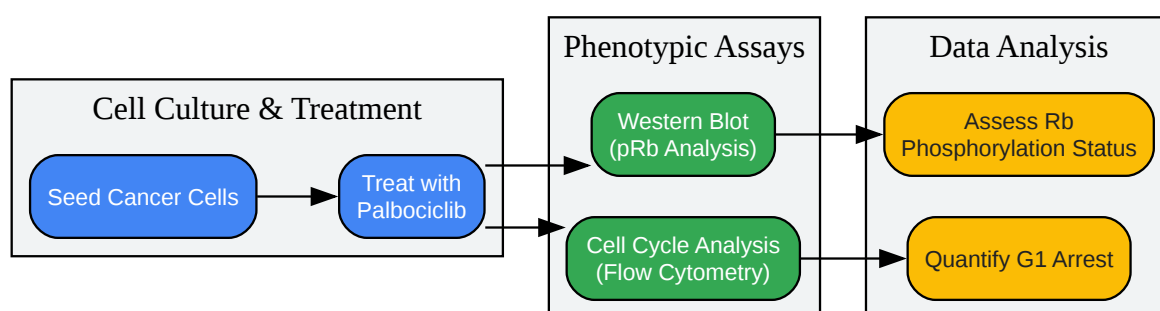 Cell Culture & Treatment
Seed Cancer Cells
Treat with
Palbociclib
Phenotypic Assays
Western Blot
(pRb Analysis)
Cell Cycle Analysis
(Flow Cytometry)
Data Analysis
Assess Rb
Phosphorylation Status
Quantify G1 Arrest